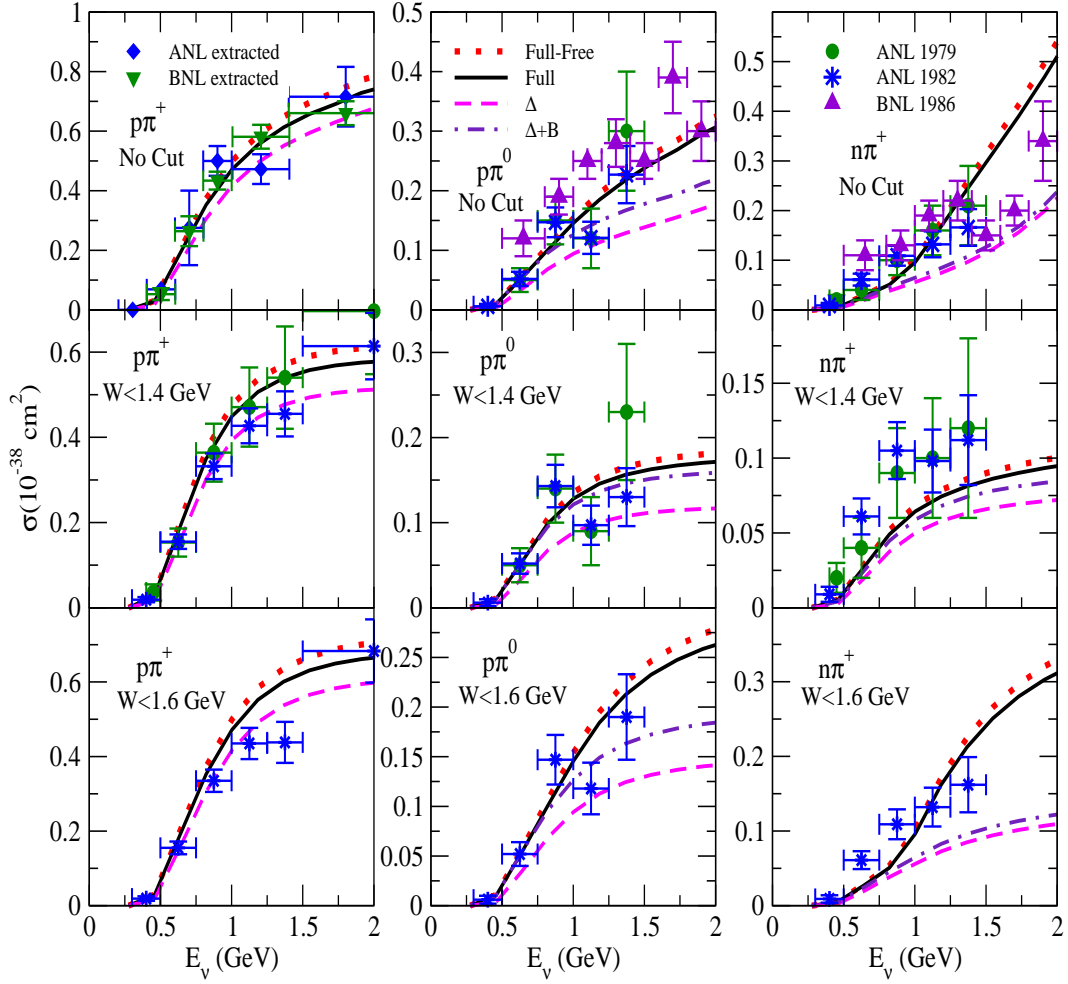 1
0.8
0.6
0.4
0.2
0
ANL extracted
BNL extracted
pπ⁺
No Cut
0.5
0.4
0.3
0.2
0.1
0
Full-Free
Full
Δ
Δ+B
pπ⁰
No Cut
0.5
0.4
0.3
0.2
0.1
0
ANL 1979
ANL 1982
BNL 1986
nπ⁺
No Cut
σ(10⁻³⁸ cm²)
0.6
0.4
0.2
0
pπ⁺
W<1.4 GeV
0.3
0.2
0.1
0
pπ⁰
W<1.4 GeV
0.15
0.1
0.05
0
nπ⁺
W<1.4 GeV
0.6
0.4
0.2
0
pπ⁺
W<1.6 GeV
0.25
0.2
0.15
0.1
0.05
0
pπ⁰
W<1.6 GeV
0.3
0.2
0.1
0
nπ⁺
W<1.6 GeV
0 0.5 1 1.5 2
0 0.5 1 1.5 2
0 0.5 1 1.5 2
E_ν (GeV)
E_ν (GeV)
E_ν (GeV)